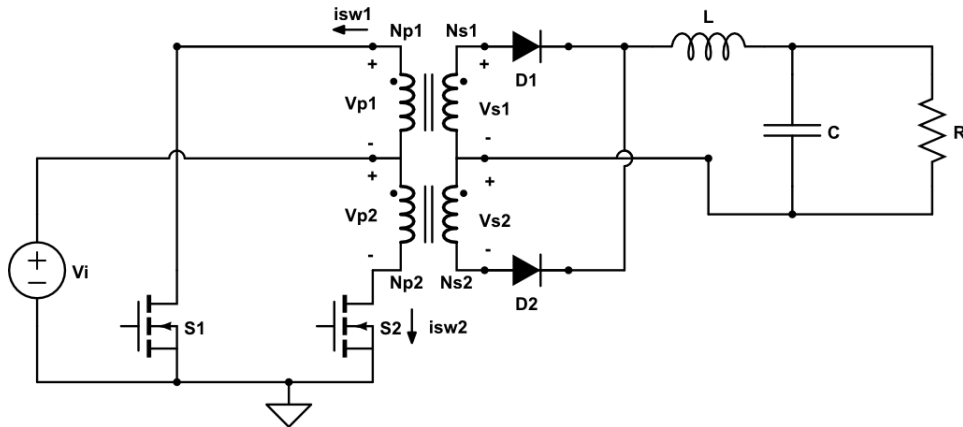 isw1 Np1 Ns1 L
+ + D1
Vp1 Vs1
- - C R
+ +
Vp2 Vs2
- -
+ Vi Np2 Ns2 D2
−
S1 S2 isw2